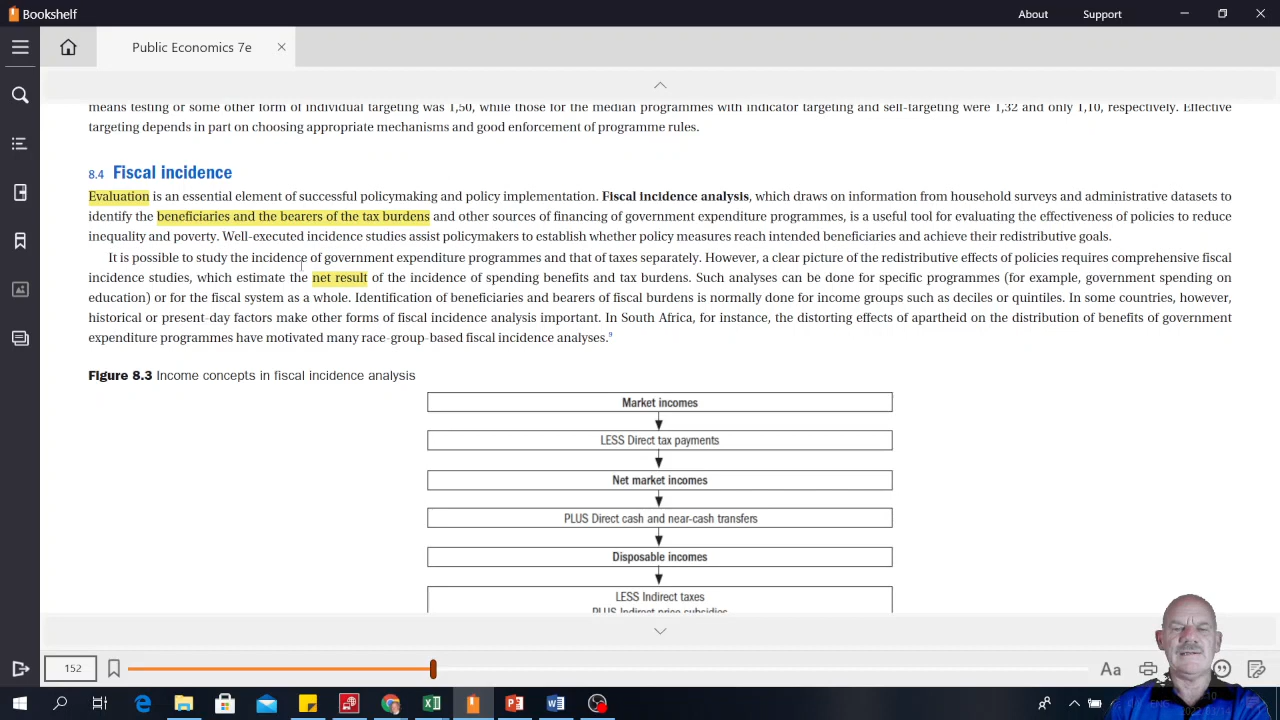 Bookshelf
About
Support
Public Economics 7e
means testing or some other form of individual targeting was 1,50, while those for the median programmes with indicator targeting and self-targeting were 1,32 and only 1,10, respectively. Effective
targeting depends in part on choosing appropriate mechanisms and good enforcement of programme rules.
8.4 Fiscal incidence
Evaluation is an essential element of successful policymaking and policy implementation. Fiscal incidence analysis, which draws on information from household surveys and administrative datasets to
identify the beneficiaries and the bearers of the tax burdens and other sources of financing of government expenditure programmes, is a useful tool for evaluating the effectiveness of policies to reduce
inequality and poverty. Well-executed incidence studies assist policymakers to establish whether policy measures reach intended beneficiaries and achieve their redistributive goals.
It is possible to study the incidence of government expenditure programmes and that of taxes separately. However, a clear picture of the redistributive effects of policies requires comprehensive fiscal
incidence studies, which estimate the net result of the incidence of spending benefits and tax burdens. Such analyses can be done for specific programmes (for example, government spending on
education) or for the fiscal system as a whole. Identification of beneficiaries and bearers of fiscal burdens is normally done for income groups such as deciles or quintiles. In some countries, however,
historical or present-day factors make other forms of fiscal incidence analysis important. In South Africa, for instance, the distorting effects of apartheid on the distribution of benefits of government
expenditure programmes have motivated many race-group-based fiscal incidence analyses.9
Figure 8.3 Income concepts in fiscal incidence analysis
Market incomes
LESS Direct tax payments
Net market incomes
PLUS Direct cash and near-cash transfers
Disposable incomes
LESS Indirect taxes
PLUS Indirect price subsidies
152
Aa
ENG